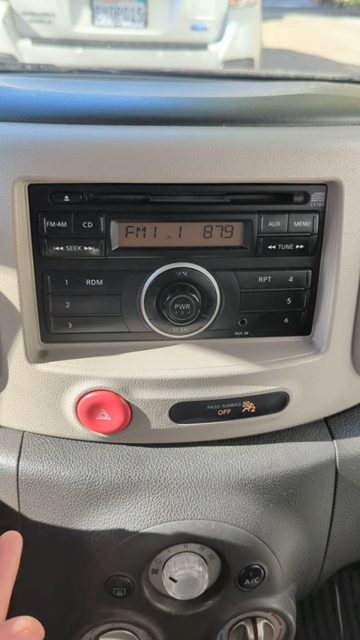 FM·AM
CD
FM1 1 87.9
AUX
MENU
SEEK
TUNE
1 RDM
VOL
RPT 4
2
PWR
5
3
SCAN
AUX IN
6
PASS AIRBAG
OFF
A/C